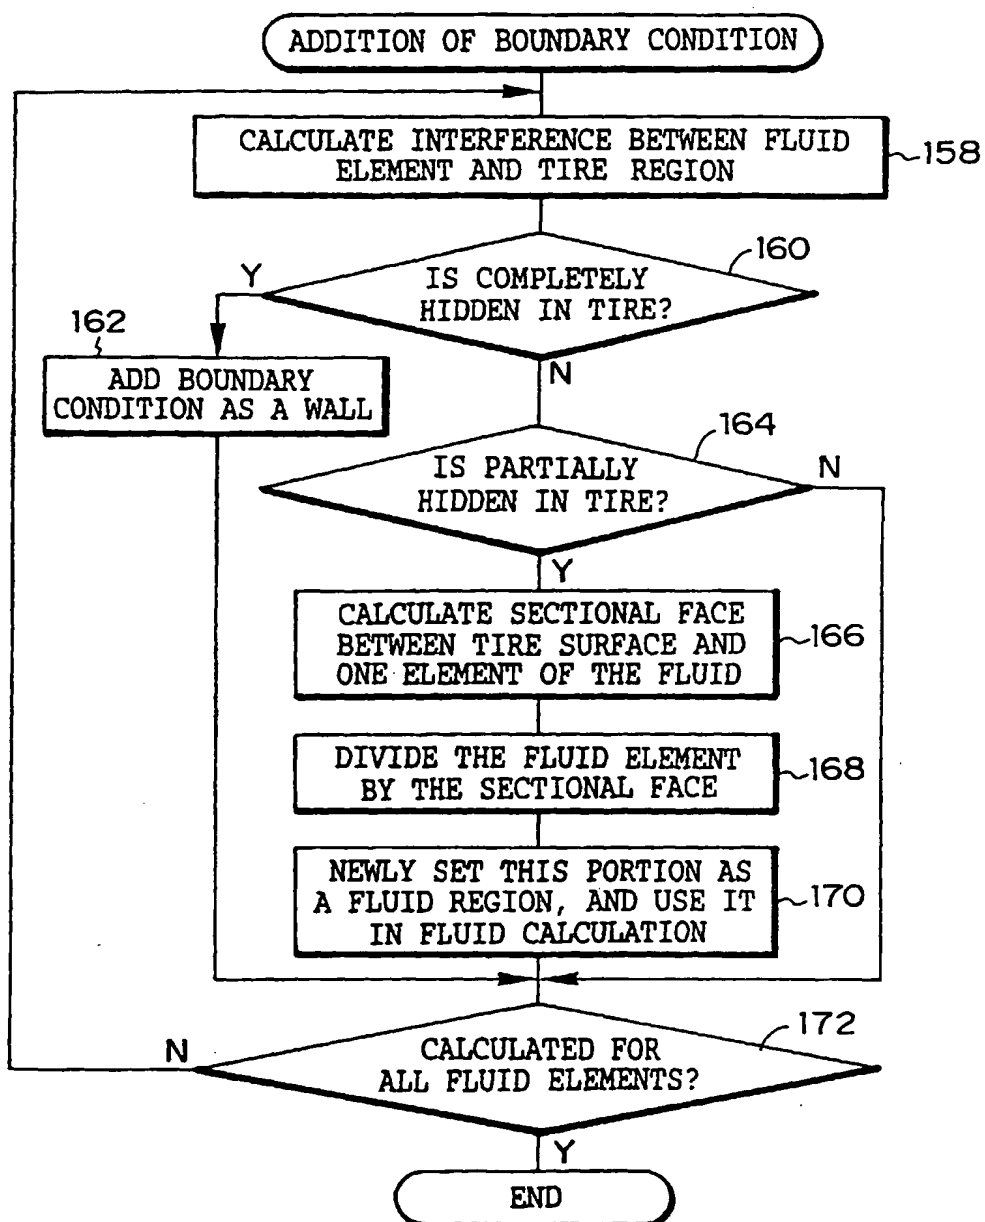 ADDITION OF BOUNDARY CONDITION
CALCULATE INTERFERENCE BETWEEN FLUID
ELEMENT AND TIRE REGION
158
160
Y
IS COMPLETELY
HIDDEN IN TIRE?
162
N
ADD BOUNDARY
CONDITION AS A WALL
164
IS PARTIALLY
HIDDEN IN TIRE?
N
Y
CALCULATE SECTIONAL FACE
BETWEEN TIRE SURFACE AND
ONE ELEMENT OF THE FLUID
166
DIVIDE THE FLUID ELEMENT
BY THE SECTIONAL FACE
168
NEWLY SET THIS PORTION AS
A FLUID REGION, AND USE IT
IN FLUID CALCULATION
170
172
N
CALCULATED FOR
ALL FLUID ELEMENTS?
Y
END